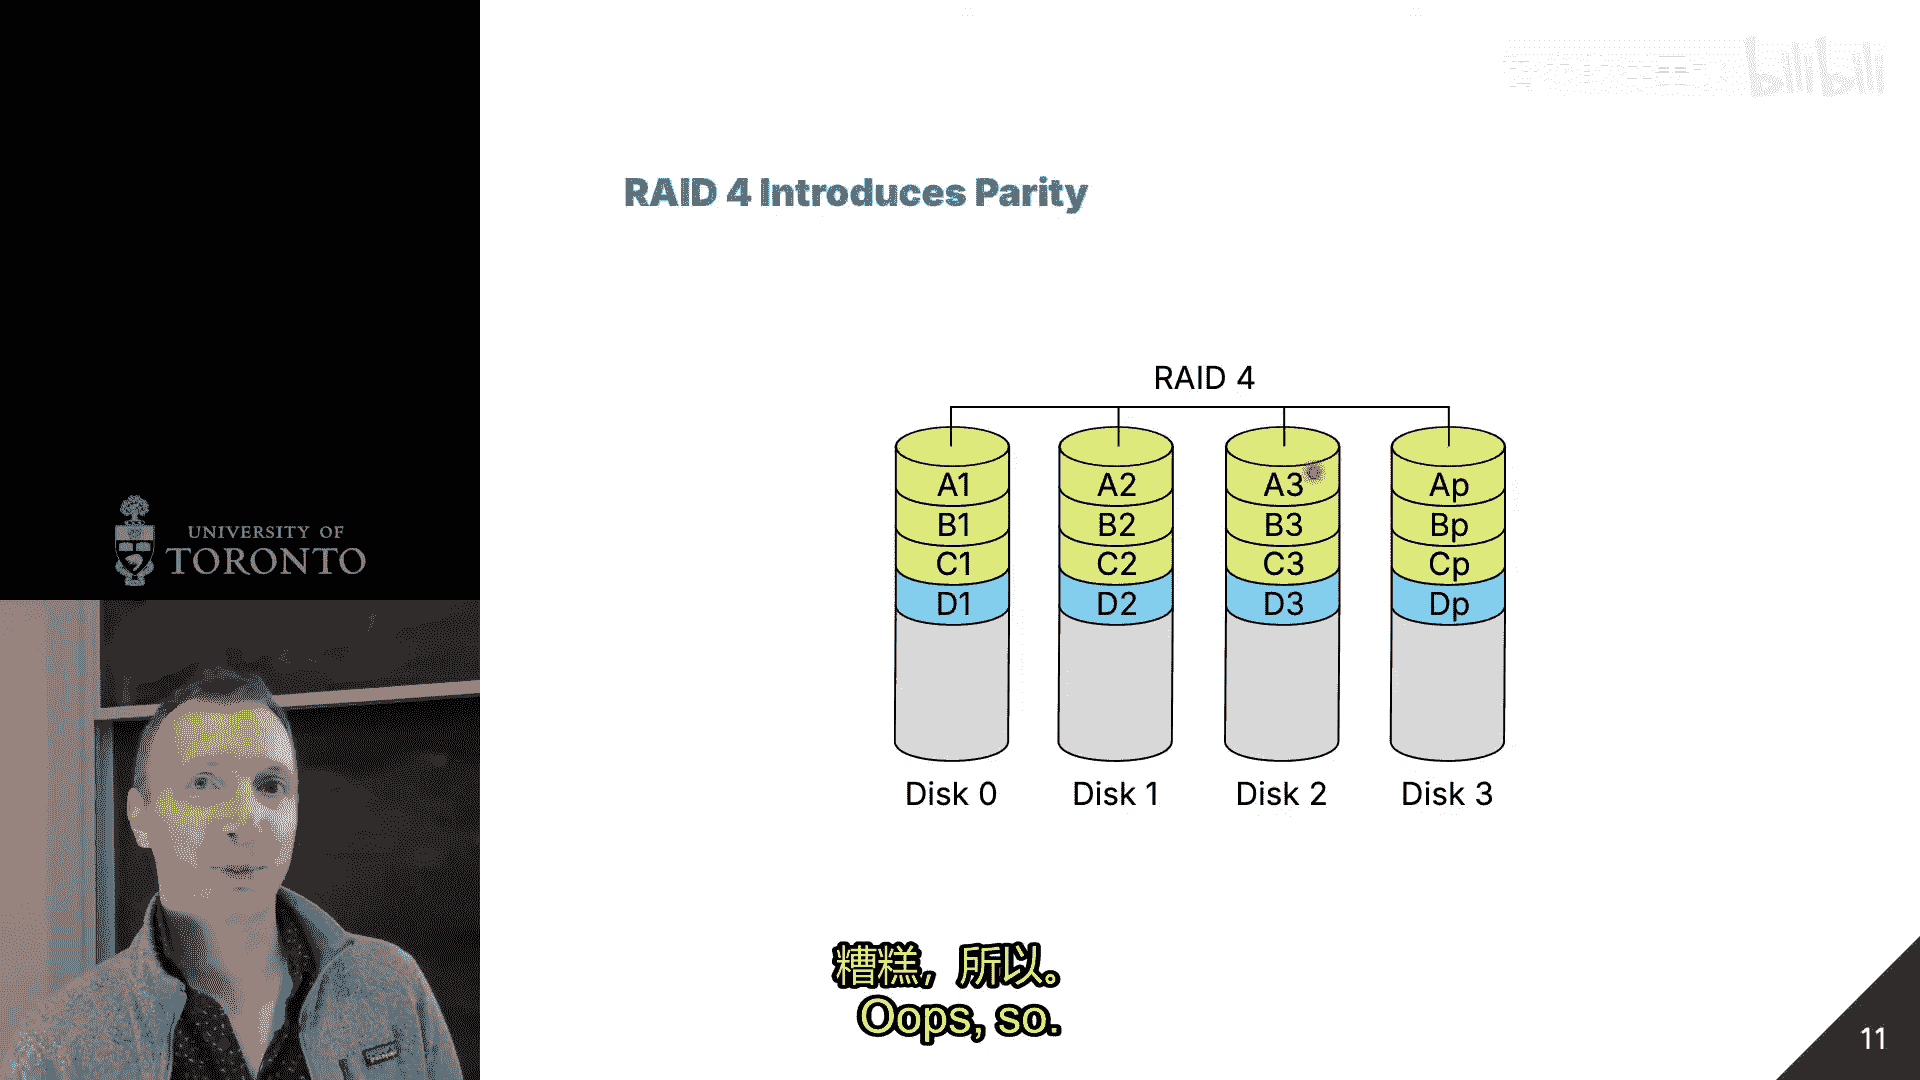 bilibili
RAID 4 Introduces Parity
RAID 4
A1 A2 A3 Ap
B1 B2 B3 Bp
C1 C2 C3 Cp
D1 D2 D3 Dp
Disk 0 Disk 1 Disk 2 Disk 3
UNIVERSITY OF
TORONTO
糟糕，所以。
Oops, so.
11